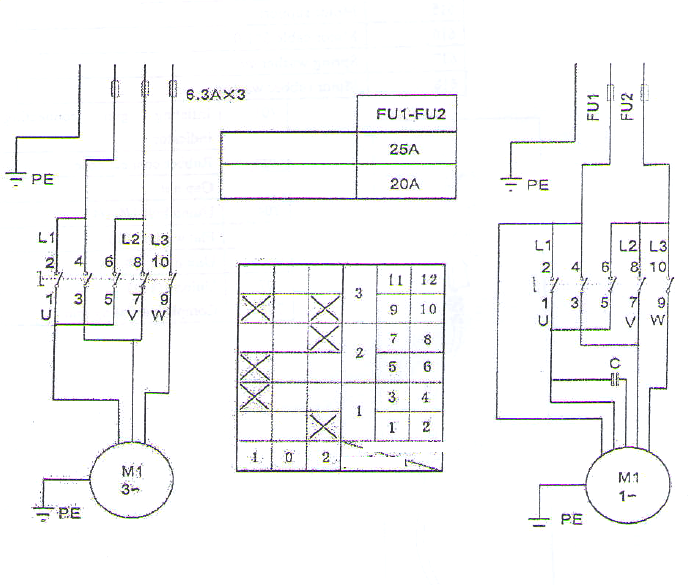 6.3A×3
PE
L1 L2 L3
2 4 6 8 10
1 3 5 7 9
U V W
M1
3~
PE
FU1-FU2
25A
20A
3 11 12
9 10
7 8
2 5 6
3 4
1 1 2
1 0 2
FU1 FU2
PE
L1 L2 L3
2 4 6 8 10
1 3 5 7 9
U V W
C
M1
1~
PE